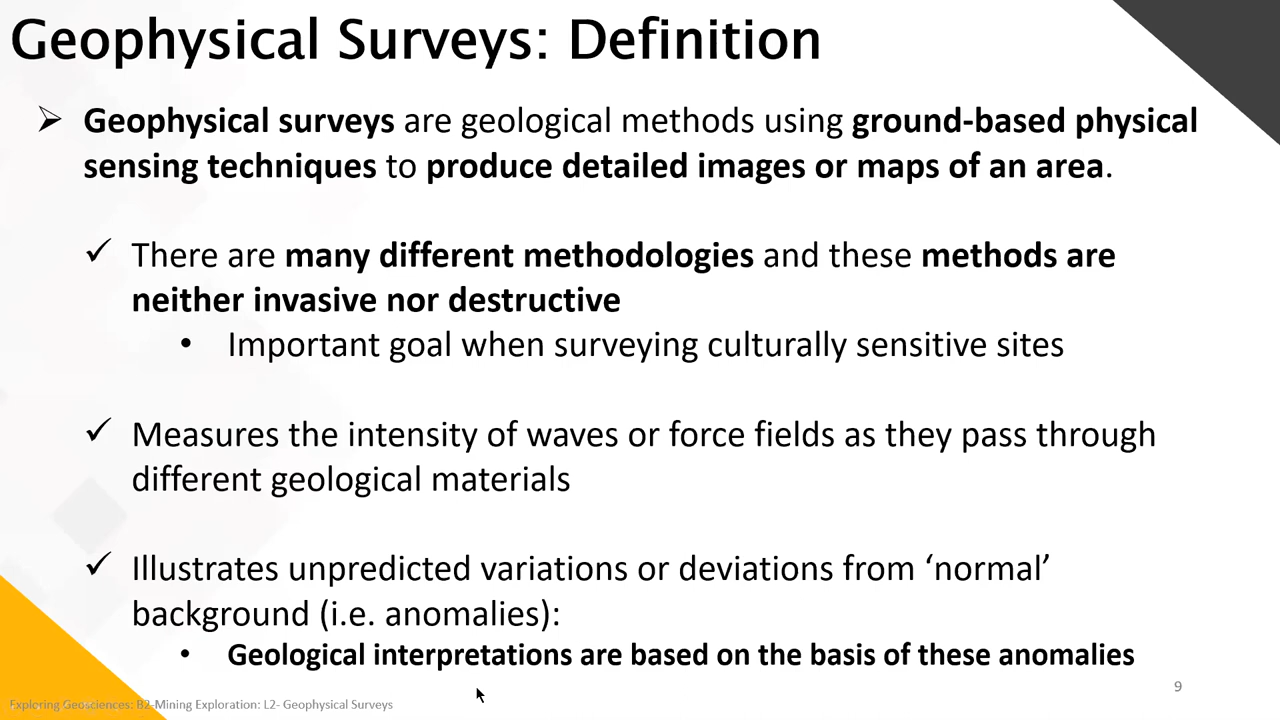 Geophysical Surveys: Definition
➢ Geophysical surveys are geological methods using ground-based physical
sensing techniques to produce detailed images or maps of an area.
✓ There are many different methodologies and these methods are
neither invasive nor destructive
• Important goal when surveying culturally sensitive sites
✓ Measures the intensity of waves or force fields as they pass through
different geological materials
✓ Illustrates unpredicted variations or deviations from ‘normal’
background (i.e. anomalies):
• Geological interpretations are based on the basis of these anomalies
9
Exploring Geosciences: B2-Mining Exploration: L2- Geophysical Surveys